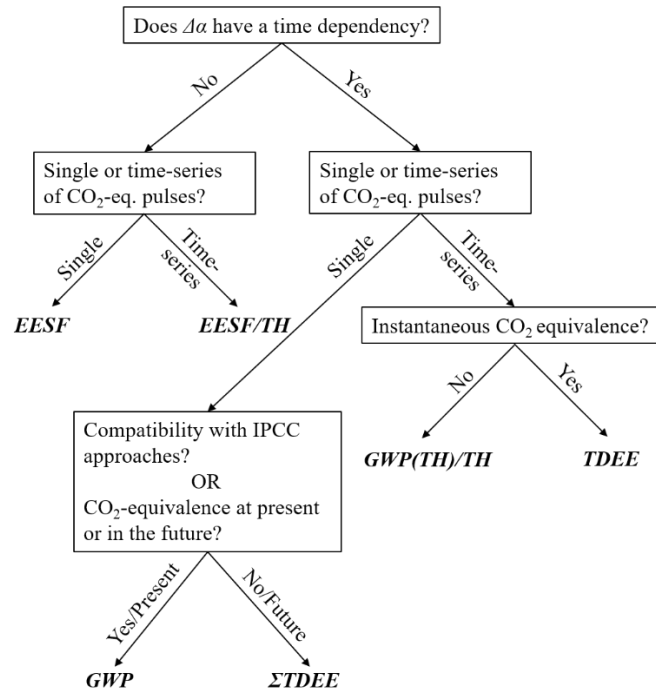 Does Δα have a time dependency?
No
Yes
Single or time-series
of CO₂-eq. pulses?
Single or time-series
of CO₂-eq. pulses?
Single
Time-
series
Single
Time-
series
EESF
EESF/TH
Instantaneous CO₂ equivalence?
No
Yes
Compatibility with IPCC
approaches?
OR
CO₂-equivalence at present
or in the future?
GWP(TH)/TH
TDEE
Yes/Present
No/Future
GWP
ΣTDEE